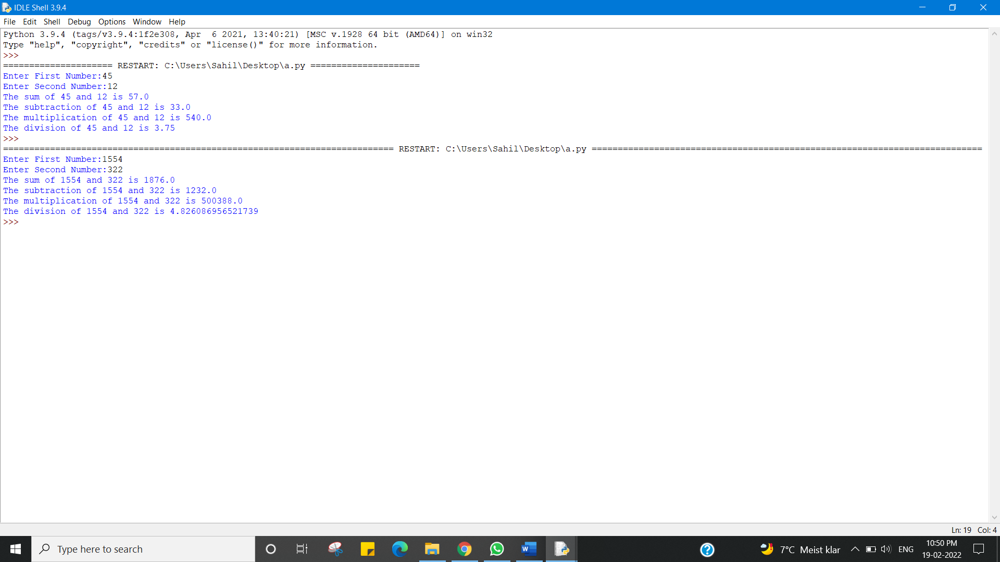 IDLE Shell 3.9.4
File Edit Shell Debug Options Window Help
Python 3.9.4 (tags/v3.9.4:1f2e308, Apr  6 2021, 13:40:21) [MSC v.1928 64 bit (AMD64)] on win32
Type "help", "copyright", "credits" or "license()" for more information.
>>>
===================== RESTART: C:\Users\Sahil\Desktop\a.py =====================
Enter First Number:45
Enter Second Number:12
The sum of 45 and 12 is 57.0
The subtraction of 45 and 12 is 33.0
The multiplication of 45 and 12 is 540.0
The division of 45 and 12 is 3.75
>>>
=========================================================================== RESTART: C:\Users\Sahil\Desktop\a.py ===========================================================================
Enter First Number:1554
Enter Second Number:322
The sum of 1554 and 322 is 1876.0
The subtraction of 1554 and 322 is 1232.0
The multiplication of 1554 and 322 is 500388.0
The division of 1554 and 322 is 4.826086956521739
>>>
Ln: 19 Col: 4
Type here to search
7°C Meist klar
ENG
10:50 PM
19-02-2022